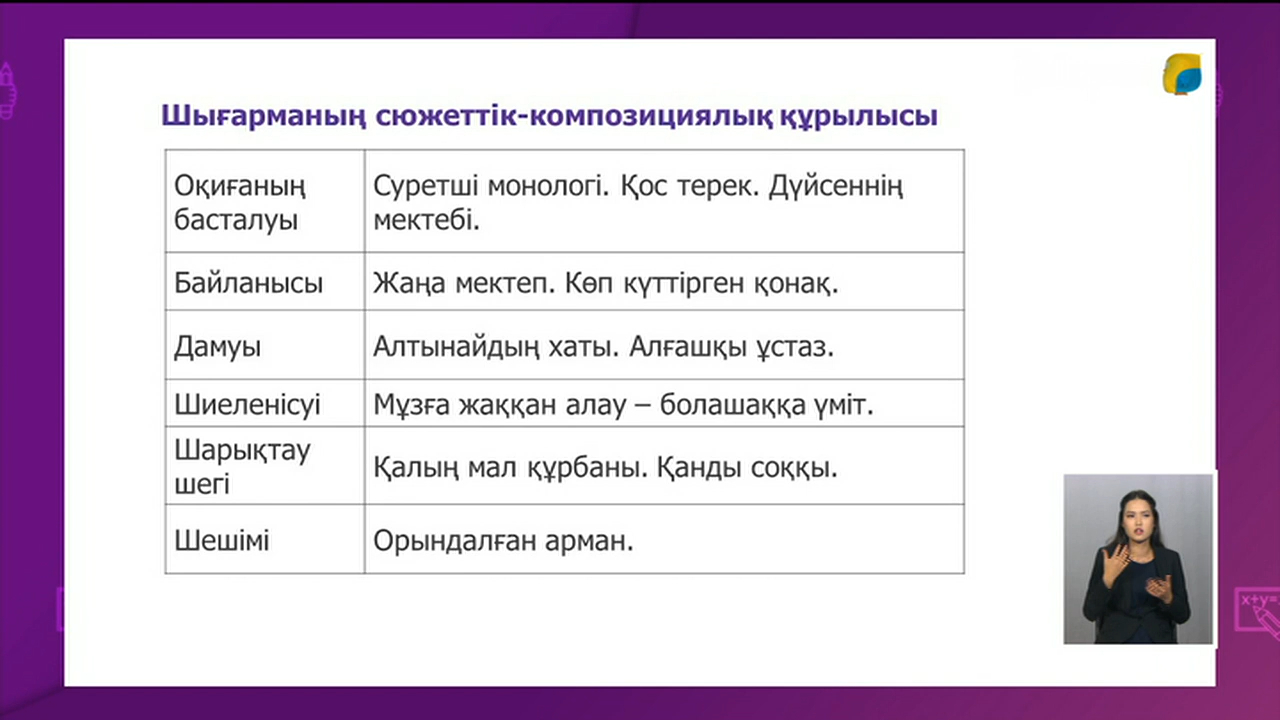 Шығарманың сюжеттік-композициялық құрылысы
Оқиғаның
басталуы
Суретші монологі. Қос терек. Дүйсеннің
мектебі.
Байланысы
Жаңа мектеп. Көп күттірген қонақ.
Дамуы
Алтынайдың хаты. Алғашқы ұстаз.
Шиеленісуі
Мұзға жаққан алау – болашаққа үміт.
Шарықтау
шегі
Қалың мал құрбаны. Қанды соққы.
Шешімі
Орындалған арман.
x+y=